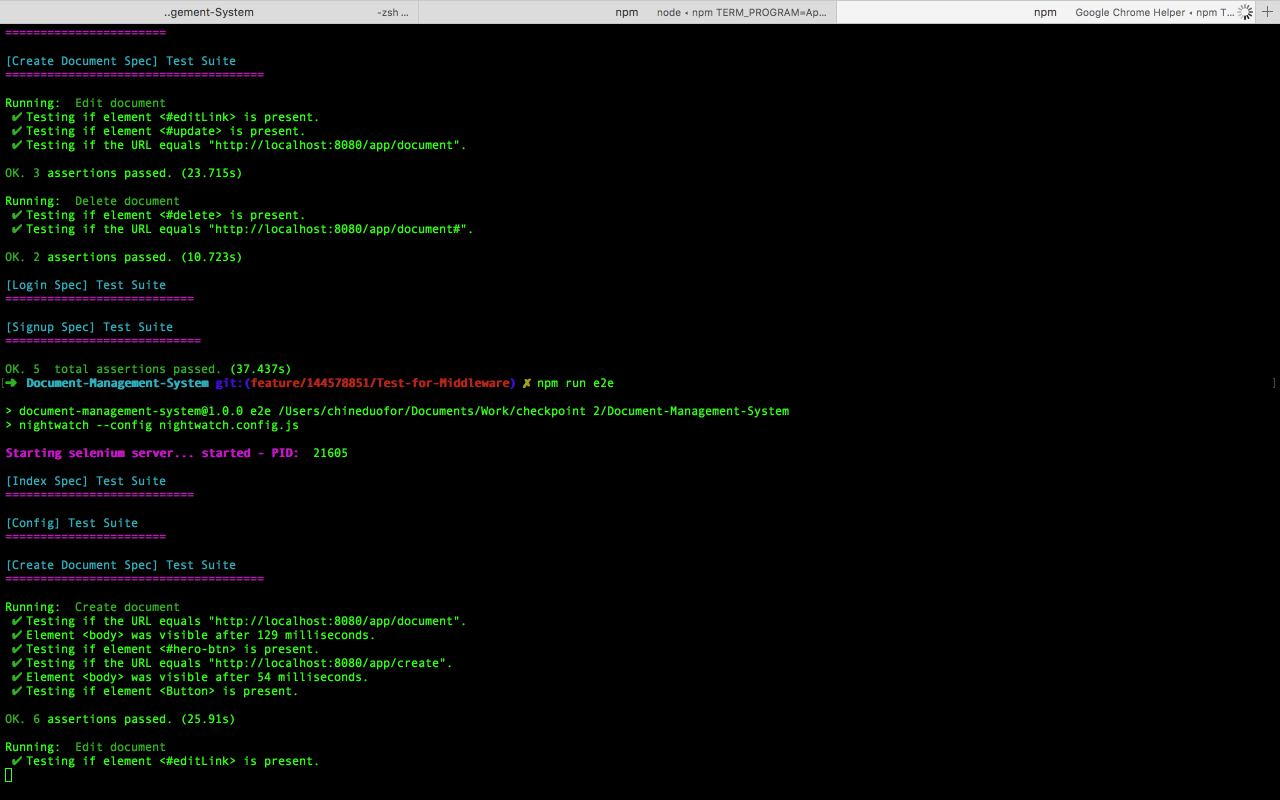 ..gement-System -zsh ... npm node ◂ npm TERM_PROGRAM=Ap... npm Google Chrome Helper ◂ npm T...
=======================
[Create Document Spec] Test Suite
=====================================
Running:  Edit document
✔ Testing if element <#editLink> is present.
✔ Testing if element <#update> is present.
✔ Testing if the URL equals "http://localhost:8080/app/document".
OK. 3 assertions passed. (23.715s)
Running:  Delete document
✔ Testing if element <#delete> is present.
✔ Testing if the URL equals "http://localhost:8080/app/document#".
OK. 2 assertions passed. (10.723s)
[Login Spec] Test Suite
===========================
[Signup Spec] Test Suite
============================
OK. 5  total assertions passed. (37.437s)
➜  Document-Management-System git:(feature/144578851/Test-for-Middleware) ✗ npm run e2e
> document-management-system@1.0.0 e2e /Users/chineduofor/Documents/Work/checkpoint 2/Document-Management-System
> nightwatch --config nightwatch.config.js
Starting selenium server... started - PID:  21605
[Index Spec] Test Suite
===========================
[Config] Test Suite
=======================
[Create Document Spec] Test Suite
=====================================
Running:  Create document
✔ Testing if the URL equals "http://localhost:8080/app/document".
✔ Element <body> was visible after 129 milliseconds.
✔ Testing if element <#hero-btn> is present.
✔ Testing if the URL equals "http://localhost:8080/app/create".
✔ Element <body> was visible after 54 milliseconds.
✔ Testing if element <Button> is present.
OK. 6 assertions passed. (25.91s)
Running:  Edit document
✔ Testing if element <#editLink> is present.